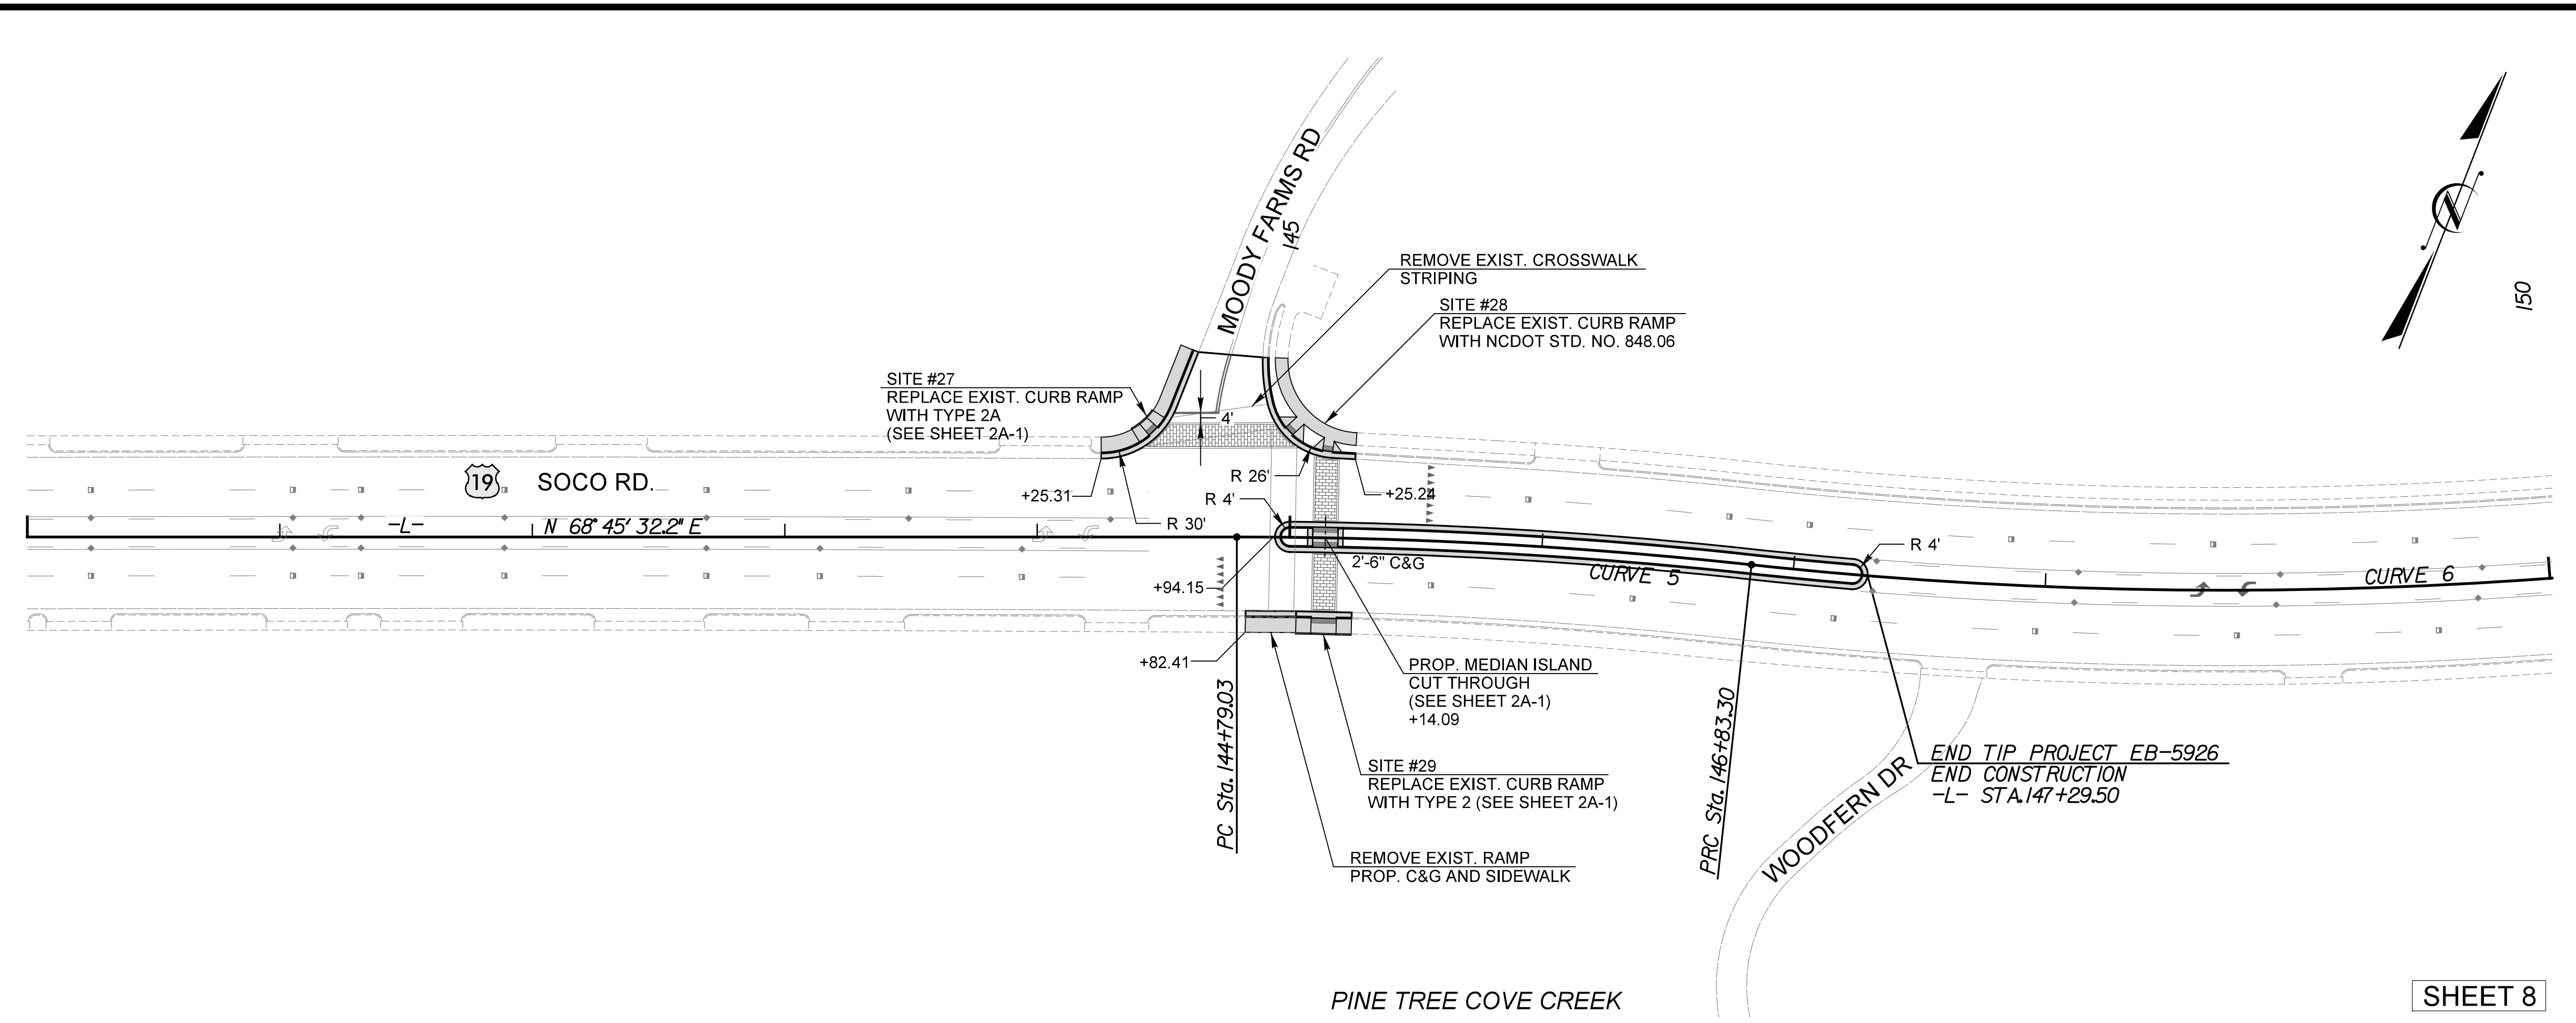 MOODY FARMS RD
145
REMOVE EXIST. CROSSWALK
STRIPING
SITE #28
REPLACE EXIST. CURB RAMP
WITH NCDOT STD. NO. 848.06
N
150
SITE #27
REPLACE EXIST. CURB RAMP
WITH TYPE 2A
(SEE SHEET 2A-1)
4'
19
SOCO RD.
R 26'
+25.31
R 4'
+25.24
-L-
N 68° 45' 32.2" E
R 30'
R 4'
2'-6" C&G
CURVE 5
CURVE 6
+94.15
+82.41
PROP. MEDIAN ISLAND
CUT THROUGH
(SEE SHEET 2A-1)
+14.09
PC Sta. 144+79.03
PRC Sta. 146+83.30
SITE #29
REPLACE EXIST. CURB RAMP
WITH TYPE 2 (SEE SHEET 2A-1)
END TIP PROJECT EB-5926
END CONSTRUCTION
-L- STA.147+29.50
WOODFERN DR
REMOVE EXIST. RAMP
PROP. C&G AND SIDEWALK
PINE TREE COVE CREEK
SHEET 8